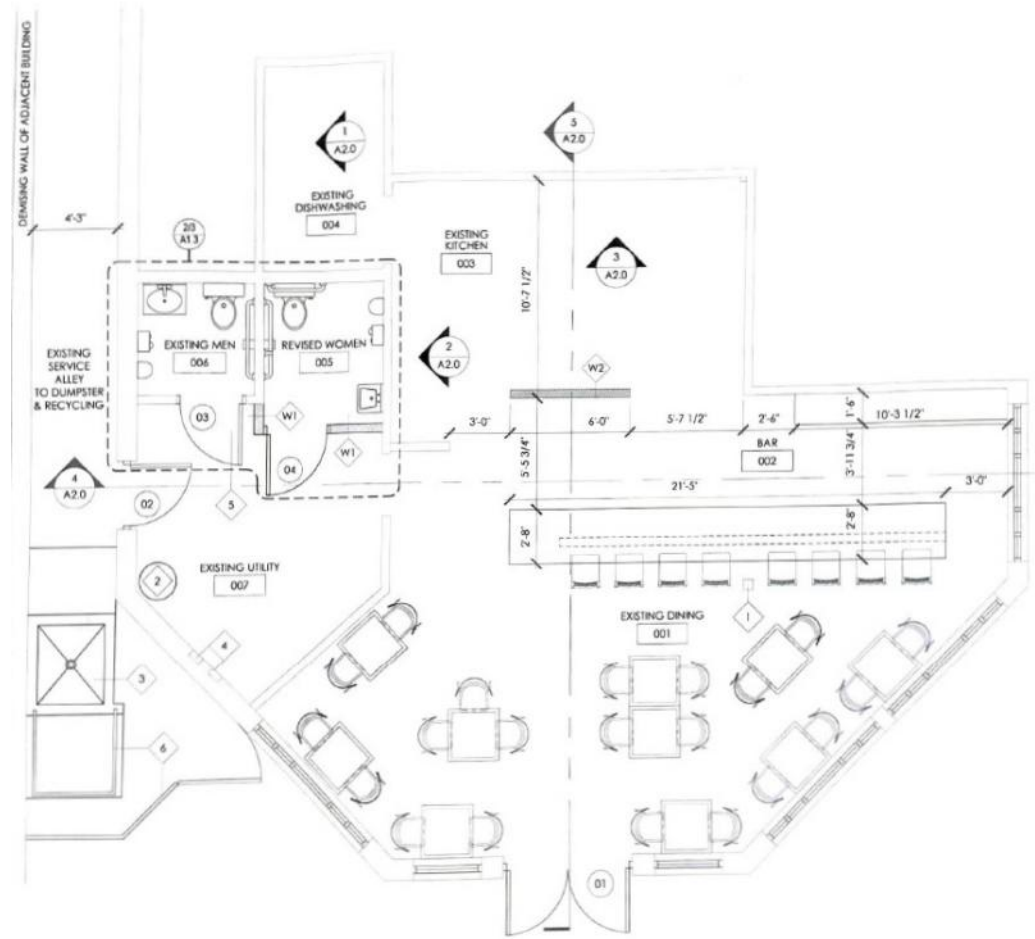 DEMISING WALL OF ADJACENT BUILDING
4'-3"
1
A2.0
5
A2.0
EXISTING
DISHWASHING
004
2/3
A1.3
EXISTING
KITCHEN
003
3
A2.0
10'-7 1/2"
EXISTING MEN
006
REVISED WOMEN
005
2
A2.0
EXISTING
SERVICE
ALLEY
TO DUMPSTER
& RECYCLING
W2
03
W1
W1
04
3'-0"
6'-0"
5'-7 1/2"
2'-6"
1'-6"
10'-3 1/2"
5'-5 3/4"
BAR
002
3'-11 3/4"
4
A2.0
02
5
21'-5"
3'-0"
2'-8"
2'-8"
2
EXISTING UTILITY
007
1
EXISTING DINING
001
4
3
6
01